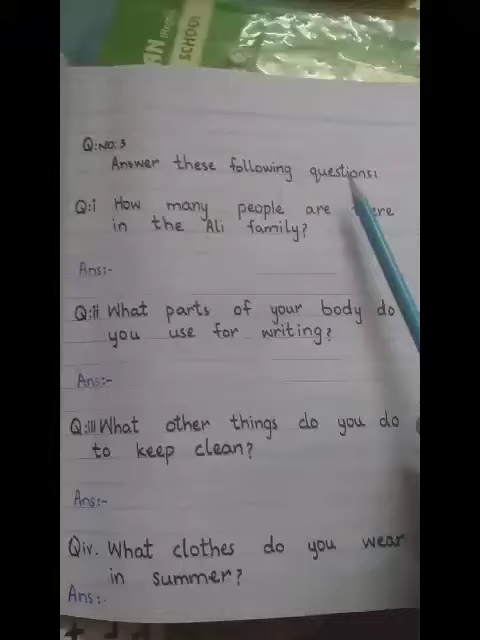 SCHOOL
Q:No:3
Answer these following questions:
Q:i How many people are there
in the Ali family?
Ans:-
Q:ii What parts of your body do
you use for writing?
Ans:-
Q:iii What other things do you do
to keep clean?
Ans:-
Qiv. What clothes do you wear
in summer?
Ans:-